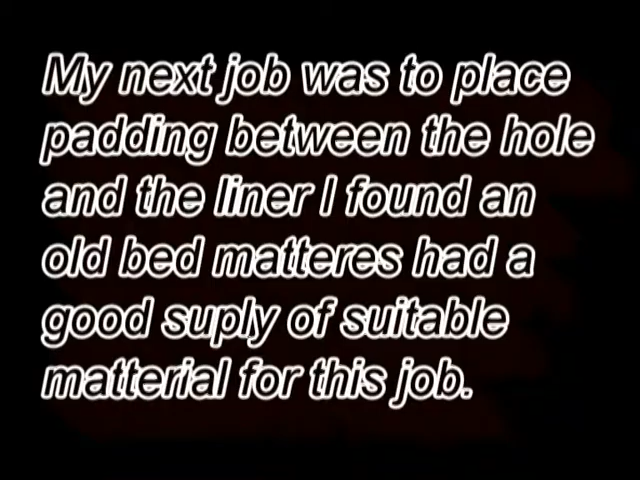 My next job was to place
padding between the hole
and the liner I found an
old bed matteres had a
good suply of suitable
matterial for this job.